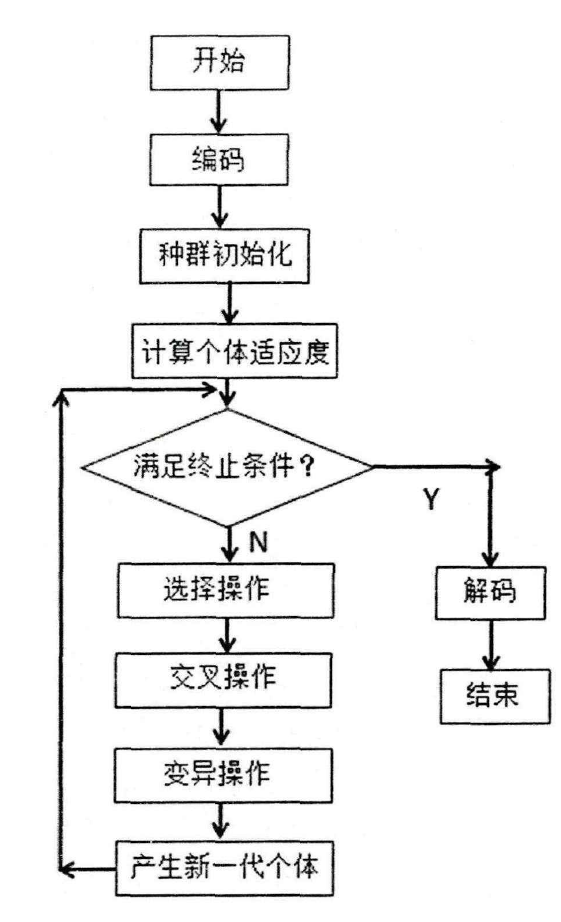 开始
编码
种群初始化
计算个体适应度
满足终止条件？
Y
N
选择操作
解码
交叉操作
结束
变异操作
产生新一代个体